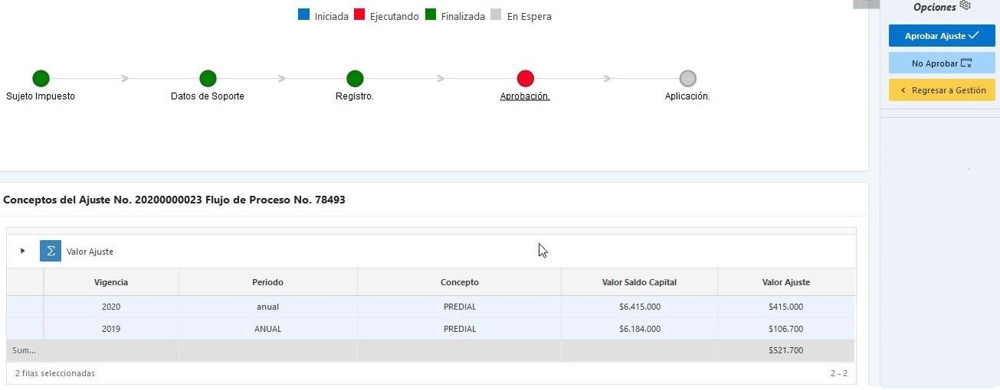 Iniciada Ejecutando Finalizada En Espera
Sujeto Impuesto Datos de Soporte Registro. Aprobación. Aplicación.
Opciones
Aprobar Ajuste
No Aprobar
Regresar a Gestión
Conceptos del Ajuste No. 20200000023 Flujo de Proceso No. 78493
Valor Ajuste
Vigencia Periodo Concepto Valor Saldo Capital Valor Ajuste
2020 anual PREDIAL $6.415.000 $415.000
2019 ANUAL PREDIAL $6.184.000 $106.700
Sum... $521.700
2 filas seleccionadas 2 - 2